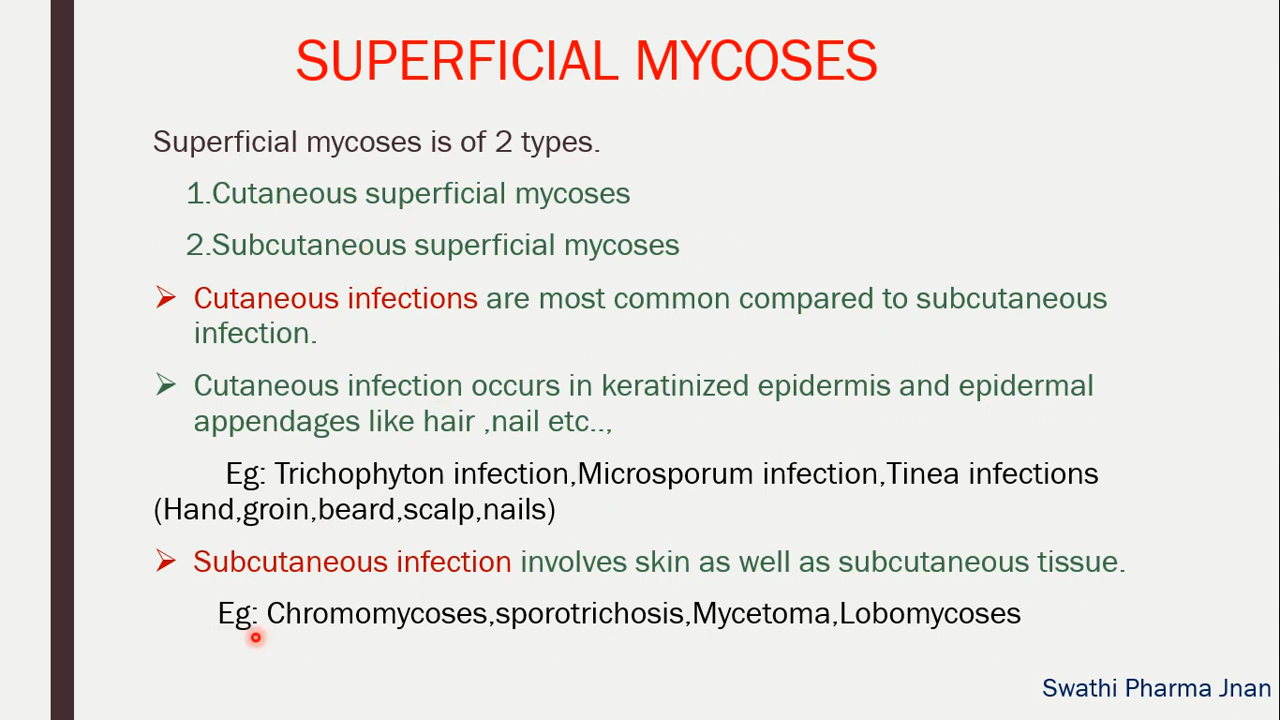 SUPERFICIAL MYCOSES
Superficial mycoses is of 2 types.
1.Cutaneous superficial mycoses
2.Subcutaneous superficial mycoses
Cutaneous infections are most common compared to subcutaneous
infection.
Cutaneous infection occurs in keratinized epidermis and epidermal
appendages like hair ,nail etc..,
Eg: Trichophyton infection,Microsporum infection,Tinea infections
(Hand,groin,beard,scalp,nails)
Subcutaneous infection involves skin as well as subcutaneous tissue.
Eg: Chromomycoses,sporotrichosis,Mycetoma,Lobomycoses
Swathi Pharma Jnan